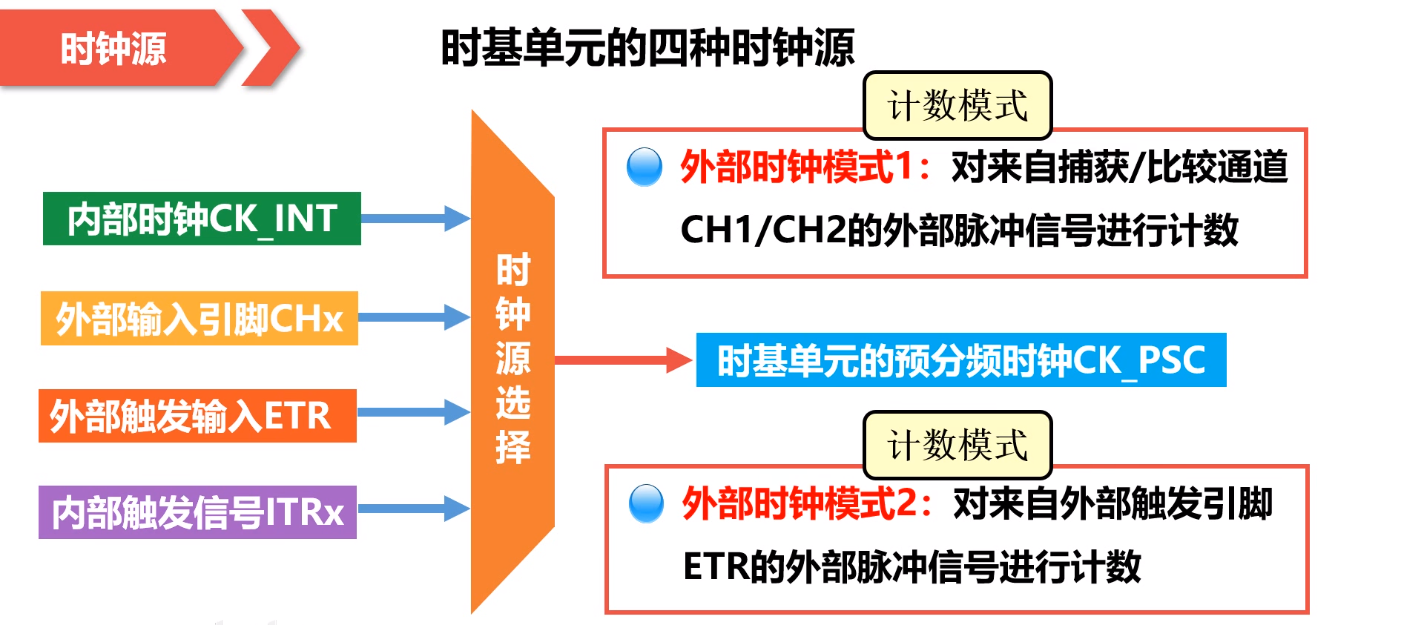 时钟源
时基单元的四种时钟源
计数模式
外部时钟模式1：对来自捕获/比较通道
CH1/CH2的外部脉冲信号进行计数
内部时钟CK_INT
外部输入引脚CHx
外部触发输入ETR
内部触发信号ITRx
时钟源选择
时基单元的预分频时钟CK_PSC
计数模式
外部时钟模式2：对来自外部触发引脚
ETR的外部脉冲信号进行计数